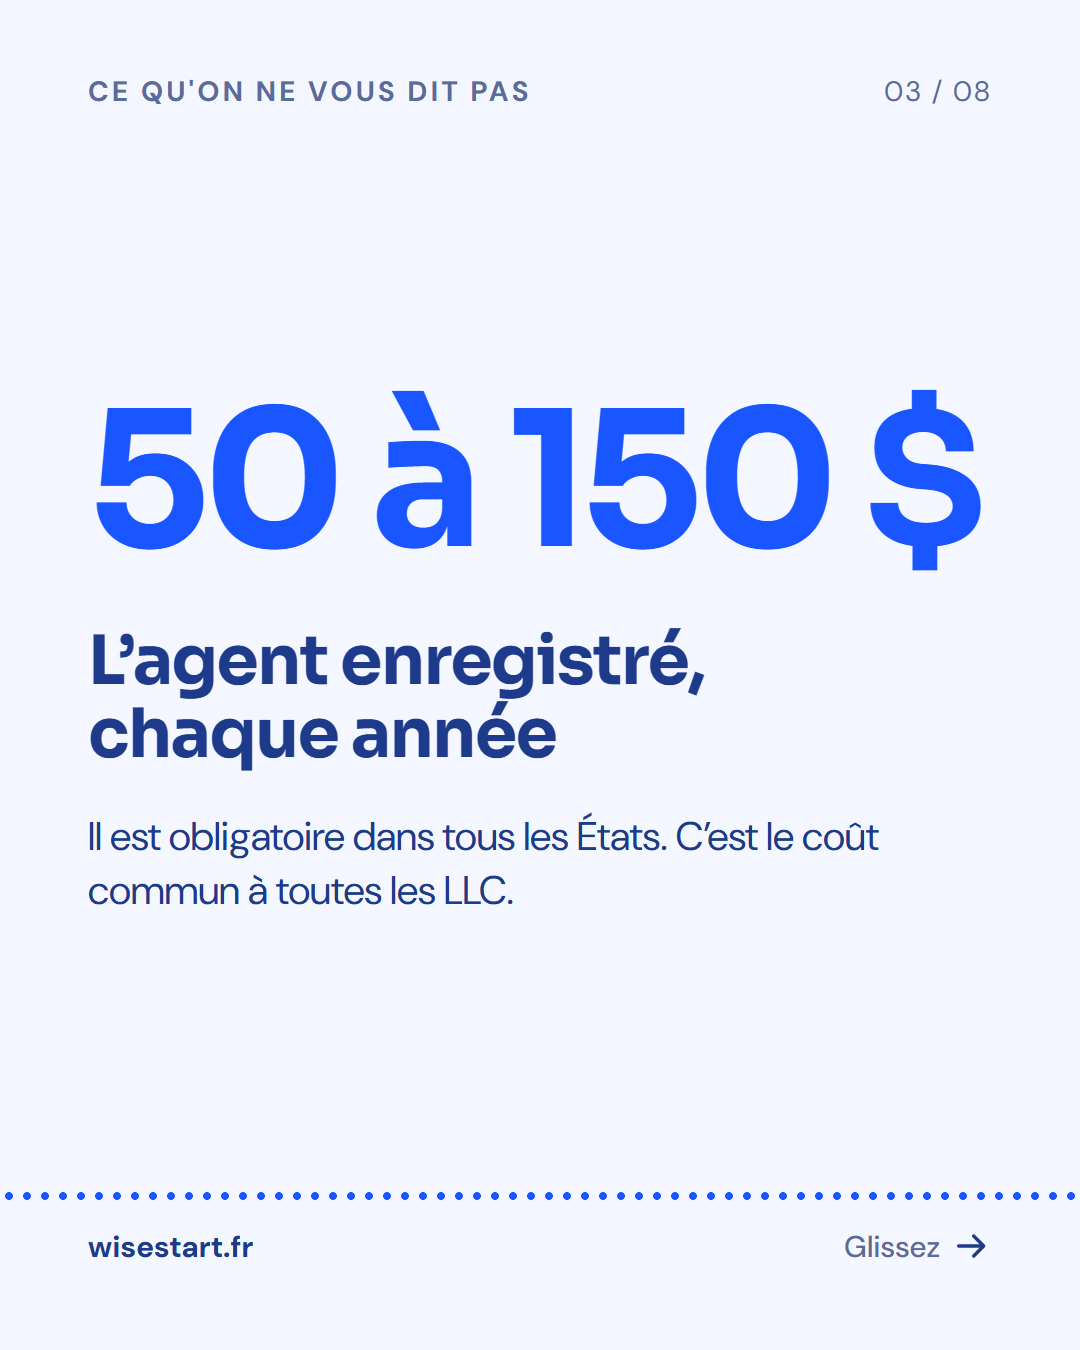 CE QU'ON NE VOUS DIT PAS
03 / 08
50 à 150 $
L’agent enregistré,
chaque année
Il est obligatoire dans tous les États. C’est le coût
commun à toutes les LLC.
wisestart.fr
Glissez →